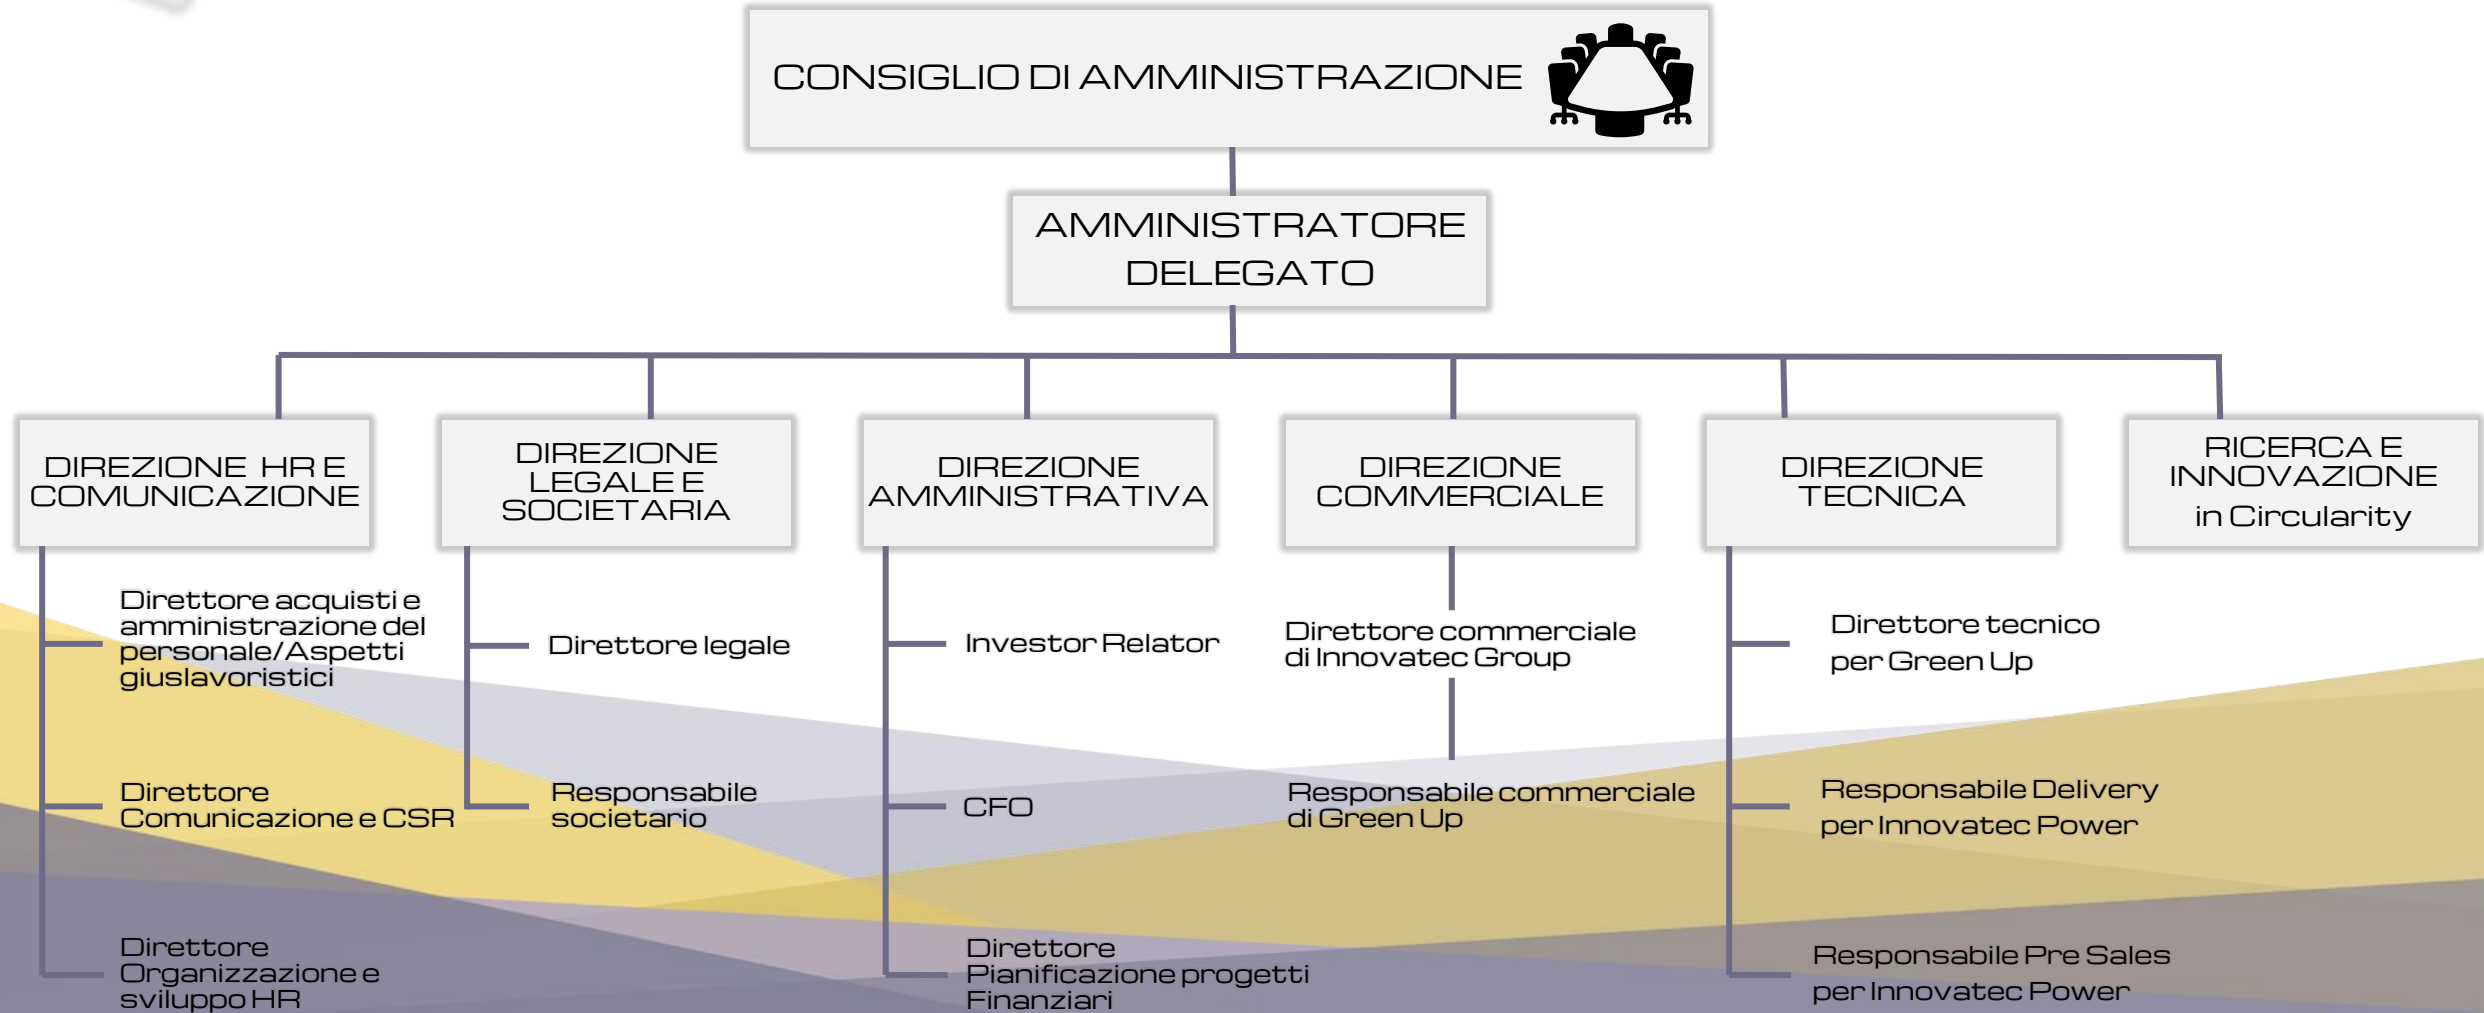 CONSIGLIO DI AMMINISTRAZIONE
AMMINISTRATORE
DELEGATO
DIREZIONE HR E
COMUNICAZIONE
DIREZIONE
LEGALE E
SOCIETARIA
DIREZIONE
AMMINISTRATIVA
DIREZIONE
COMMERCIALE
DIREZIONE
TECNICA
RICERCA E
INNOVAZIONE
in Circularity
Direttore acquisti e
amministrazione del
personale/Aspetti
giuslavoristici
Direttore
Comunicazione e CSR
Direttore
Organizzazione e
sviluppo HR
Direttore legale
Responsabile
societario
Investor Relator
CFO
Direttore
Pianificazione progetti
Finanziari
Direttore commerciale
di Innovatec Group
Responsabile commerciale
di Green Up
Direttore tecnico
per Green Up
Responsabile Delivery
per Innovatec Power
Responsabile Pre Sales
per Innovatec Power